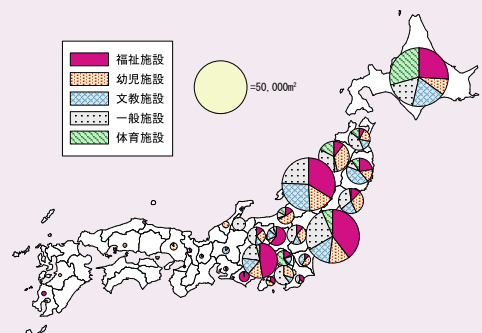 福祉施設
幼児施設
文教施設
一般施設
体育施設
=50,000m²